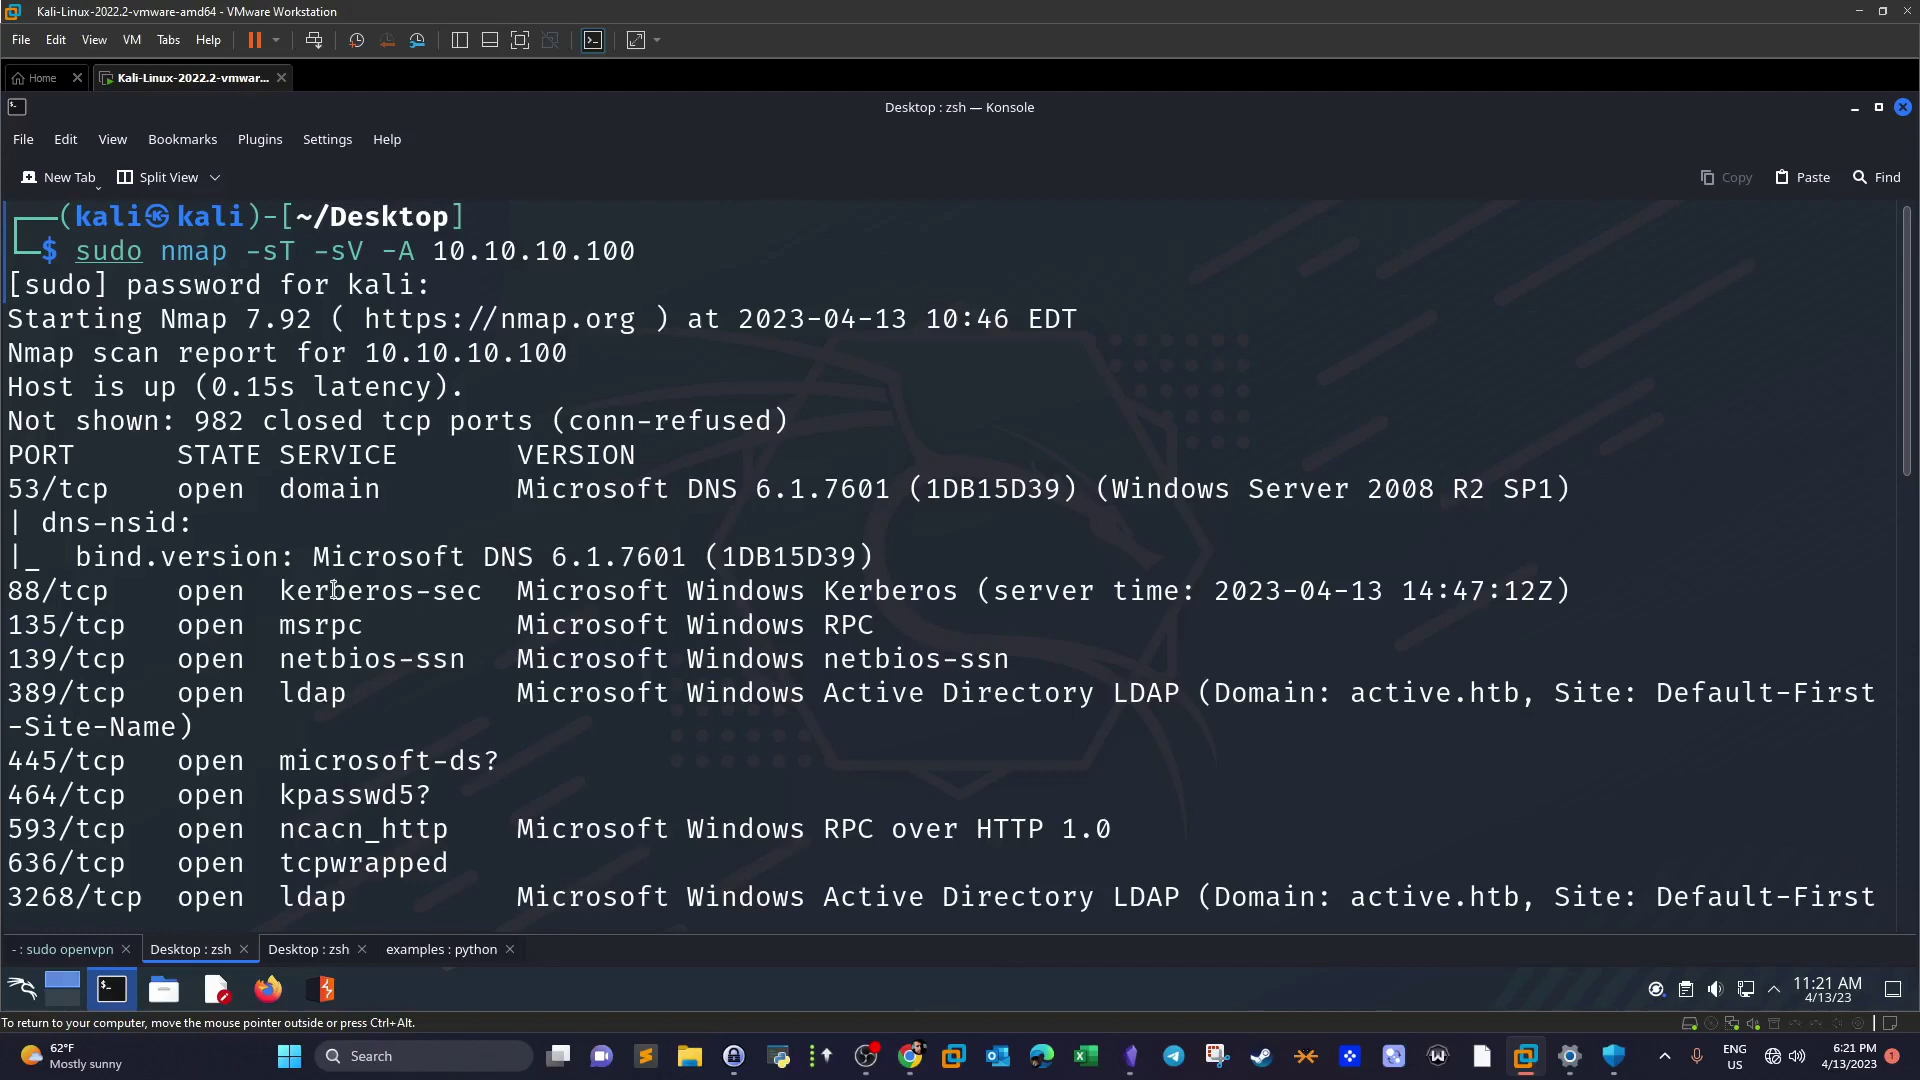 Kali-Linux-2022.2-vmware-amd64 - VMware Workstation
File Edit View VM Tabs Help
Home Kali-Linux-2022.2-vmwar...
Desktop : zsh — Konsole
File Edit View Bookmarks Plugins Settings Help
New Tab Split View Copy Paste Find
(kali㉿kali)-[~/Desktop]
$ sudo nmap -sT -sV -A 10.10.10.100
[sudo] password for kali:
Starting Nmap 7.92 ( https://nmap.org ) at 2023-04-13 10:46 EDT
Nmap scan report for 10.10.10.100
Host is up (0.15s latency).
Not shown: 982 closed tcp ports (conn-refused)
PORT STATE SERVICE VERSION
53/tcp open domain Microsoft DNS 6.1.7601 (1DB15D39) (Windows Server 2008 R2 SP1)
| dns-nsid:
|_ bind.version: Microsoft DNS 6.1.7601 (1DB15D39)
88/tcp open kerberos-sec Microsoft Windows Kerberos (server time: 2023-04-13 14:47:12Z)
135/tcp open msrpc Microsoft Windows RPC
139/tcp open netbios-ssn Microsoft Windows netbios-ssn
389/tcp open ldap Microsoft Windows Active Directory LDAP (Domain: active.htb, Site: Default-First
-Site-Name)
445/tcp open microsoft-ds?
464/tcp open kpasswd5?
593/tcp open ncacn_http Microsoft Windows RPC over HTTP 1.0
636/tcp open tcpwrapped
3268/tcp open ldap Microsoft Windows Active Directory LDAP (Domain: active.htb, Site: Default-First
- : sudo openvpn Desktop : zsh Desktop : zsh examples : python
11:21 AM
4/13/23
To return to your computer, move the mouse pointer outside or press Ctrl+Alt.
62°F
Mostly sunny
Search
ENG
US
6:21 PM
4/13/2023
1